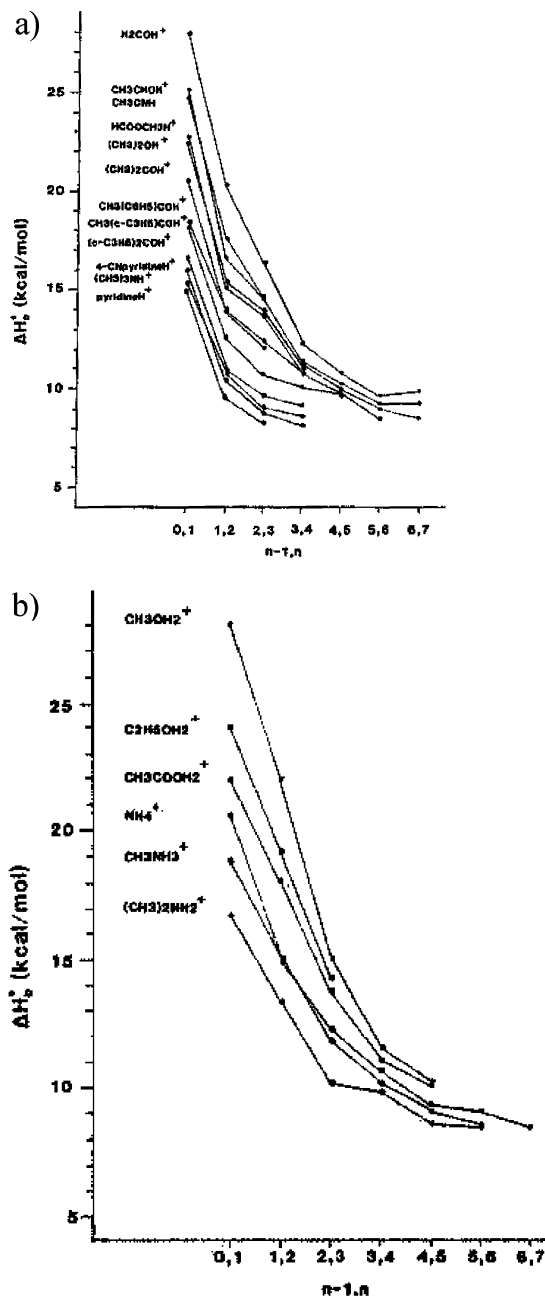 a)
H2COH+
CH3CHOH+
CH3CNH
HCOOCH3H+
(CH3)2OH+
(CH3)2COH+
CH3(C6H5)COH+
CH3(c-C3H5)COH+
(c-C3H5)2COH+
4-CNpyridineH+
(CH3)3NH+
pyridineH+
25
20
15
10
5
ΔH°D (kcal/mol)
0,1 1,2 2,3 3,4 4,5 5,6 6,7
n-1,n
b)
CH3OH2+
C2H5OH2+
CH3COOH2+
NH4+
CH3NH3+
(CH3)2NH2+
25
20
15
10
5
ΔH°D (kcal/mol)
0,1 1,2 2,3 3,4 4,5 5,6 6,7
n-1,n